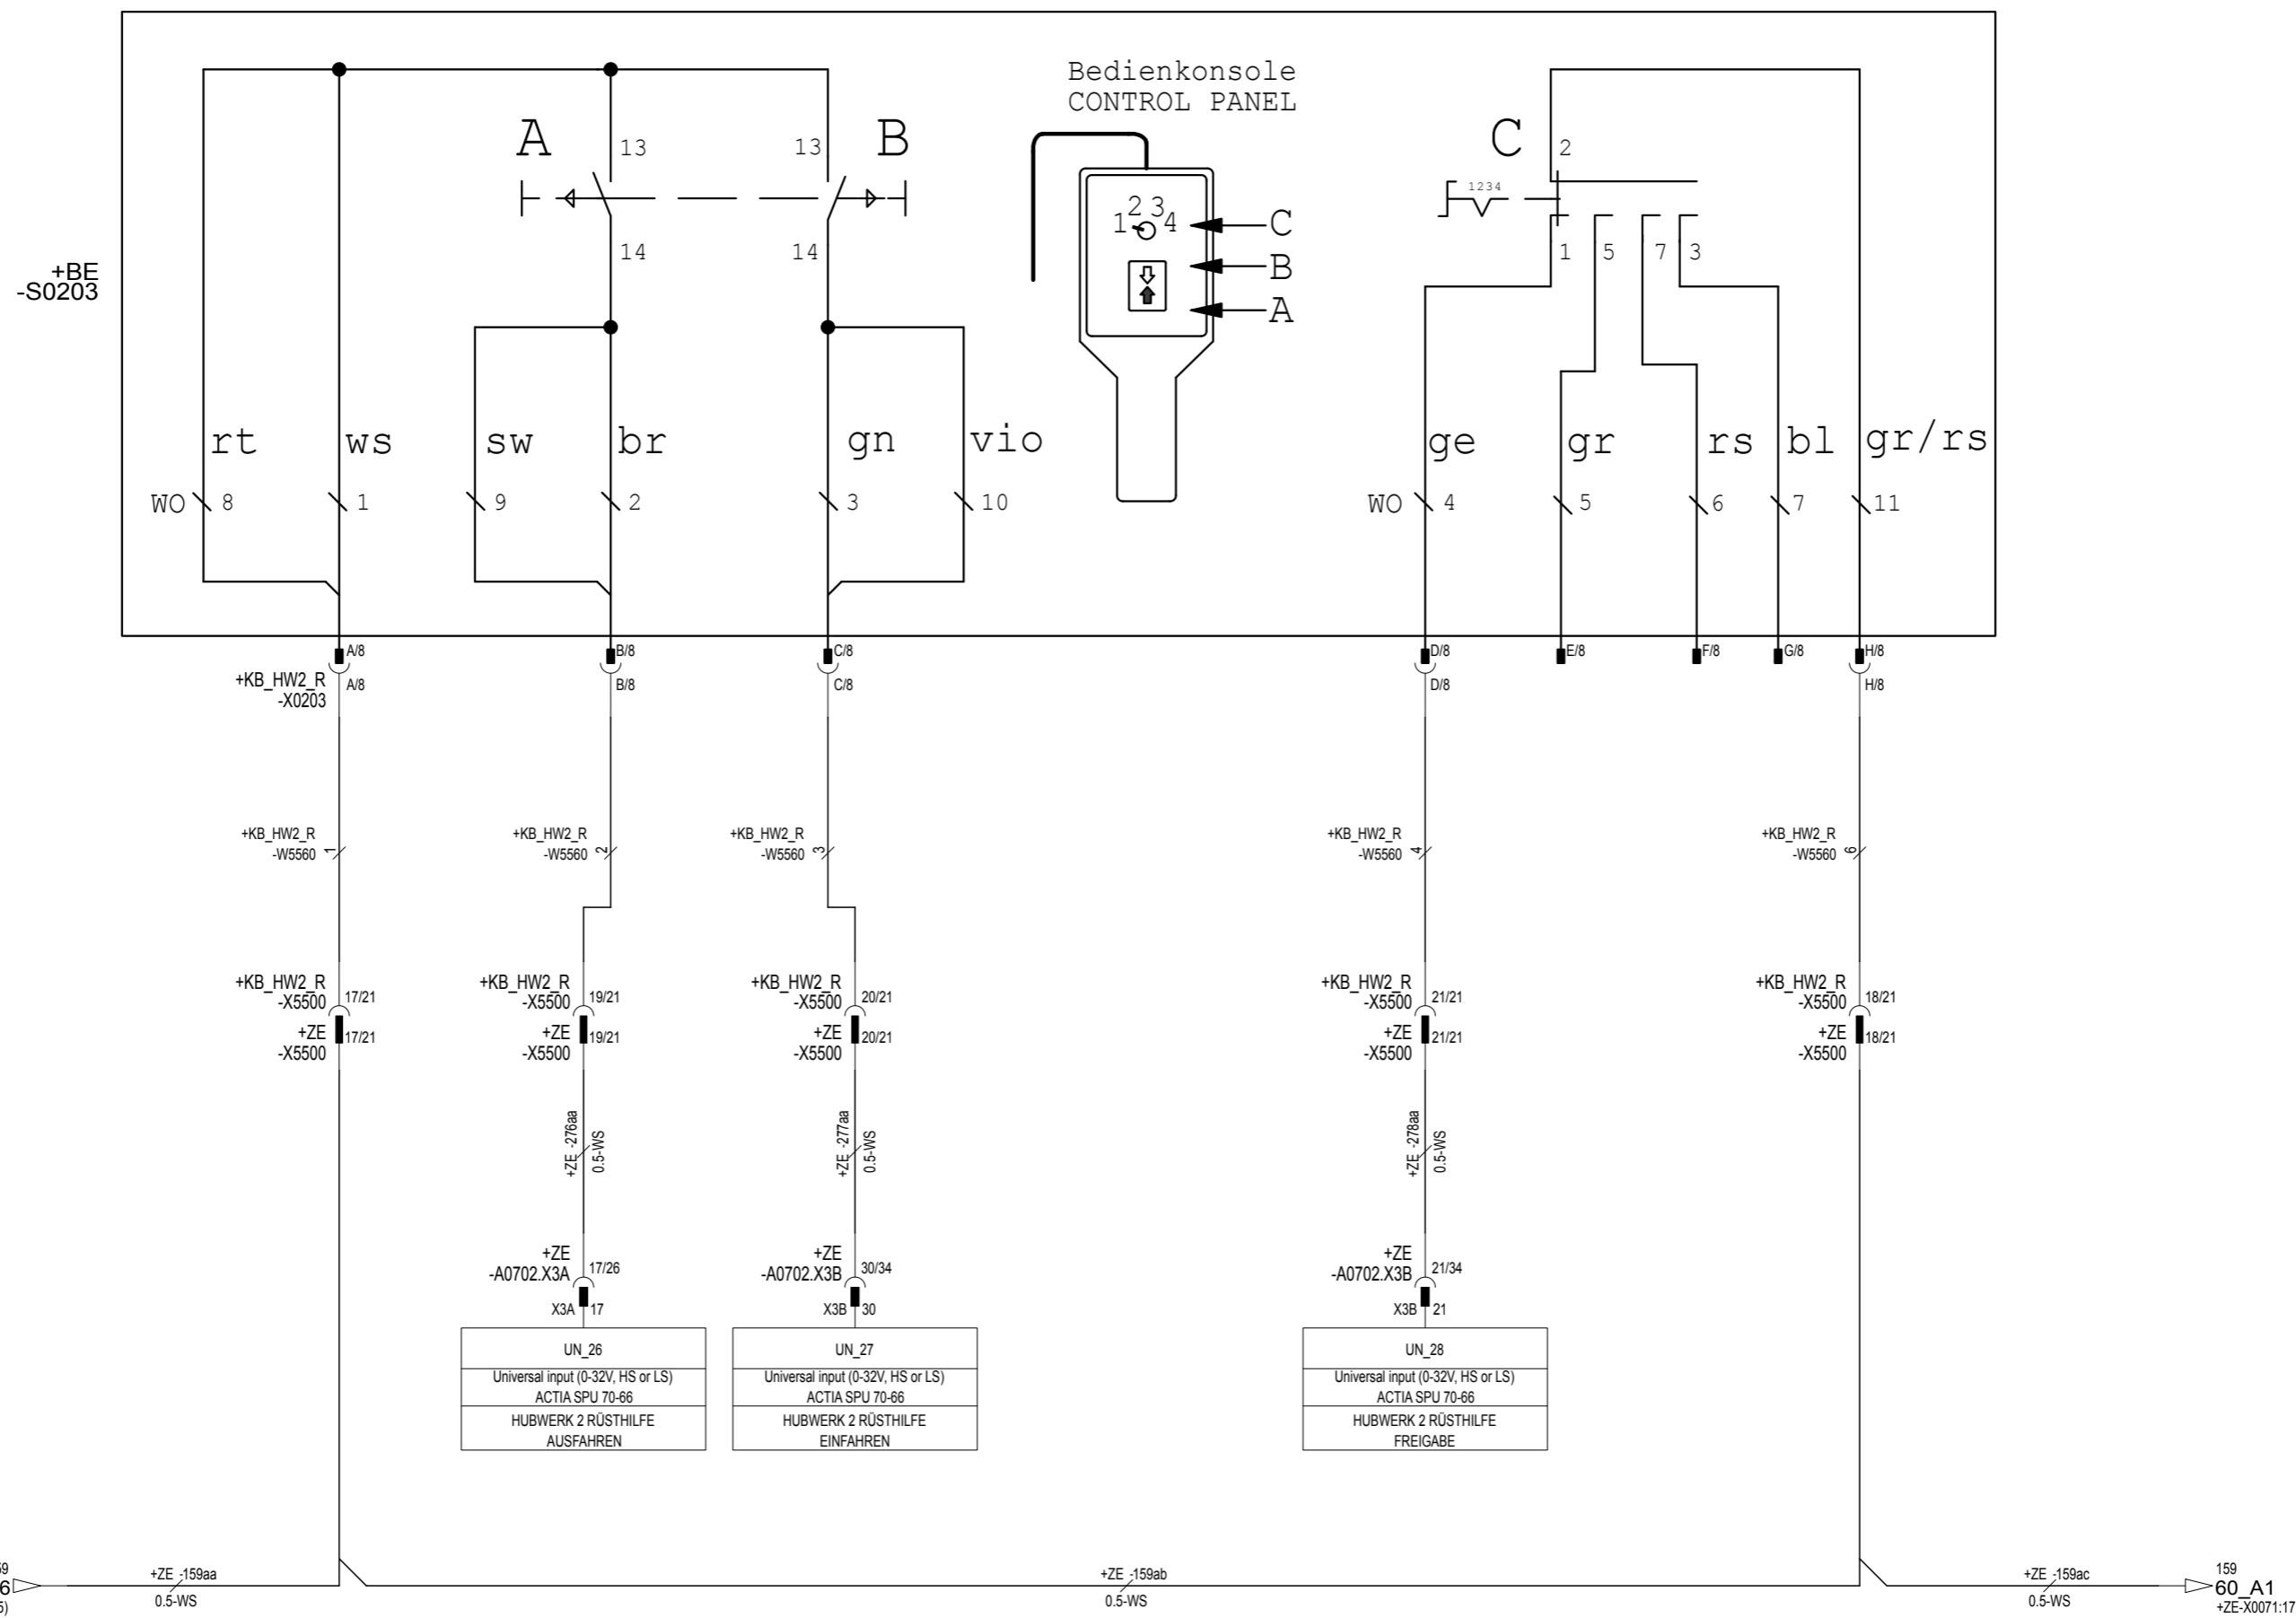 Bedienkonsole
CONTROL PANEL
A
13
13
B
C
2
1234
1
2
3
4
C
B
A
14
14
1
5
7
3
+BE
-S0203
rt
ws
sw
br
gn
vio
ge
gr
rs
bl
gr/rs
WO
8
1
9
2
3
10
WO
4
5
6
7
11
A/8
B/8
C/8
D/8
E/8
F/8
G/8
H/8
+KB_HW2_R
-X0203
A/8
B/8
C/8
D/8
H/8
+KB_HW2_R
-W5560
1
+KB_HW2_R
-W5560
2
+KB_HW2_R
-W5560
3
+KB_HW2_R
-W5560
4
+KB_HW2_R
-W5560
6
+KB_HW2_R
-X5500
17/21
+ZE
-X5500
17/21
+KB_HW2_R
-X5500
19/21
+ZE
-X5500
19/21
+KB_HW2_R
-X5500
20/21
+ZE
-X5500
20/21
+KB_HW2_R
-X5500
21/21
+ZE
-X5500
21/21
+KB_HW2_R
-X5500
18/21
+ZE
-X5500
18/21
+ZE -276aa
0.5-WS
+ZE -277aa
0.5-WS
+ZE -278aa
0.5-WS
+ZE
-A0702.X3A
17/26
X3A
17
UN_26
Universal input (0-32V, HS or LS)
ACTIA SPU 70-66
HUBWERK 2 RÜSTHILFE
AUSFAHREN
+ZE
-A0702.X3B
30/34
X3B
30
UN_27
Universal input (0-32V, HS or LS)
ACTIA SPU 70-66
HUBWERK 2 RÜSTHILFE
EINFAHREN
+ZE
-A0702.X3B
21/34
X3B
21
UN_28
Universal input (0-32V, HS or LS)
ACTIA SPU 70-66
HUBWERK 2 RÜSTHILFE
FREIGABE
+ZE -159aa
0.5-WS
+ZE -159ab
0.5-WS
+ZE -159ac
0.5-WS
159
60_A1
+ZE-X0071:17